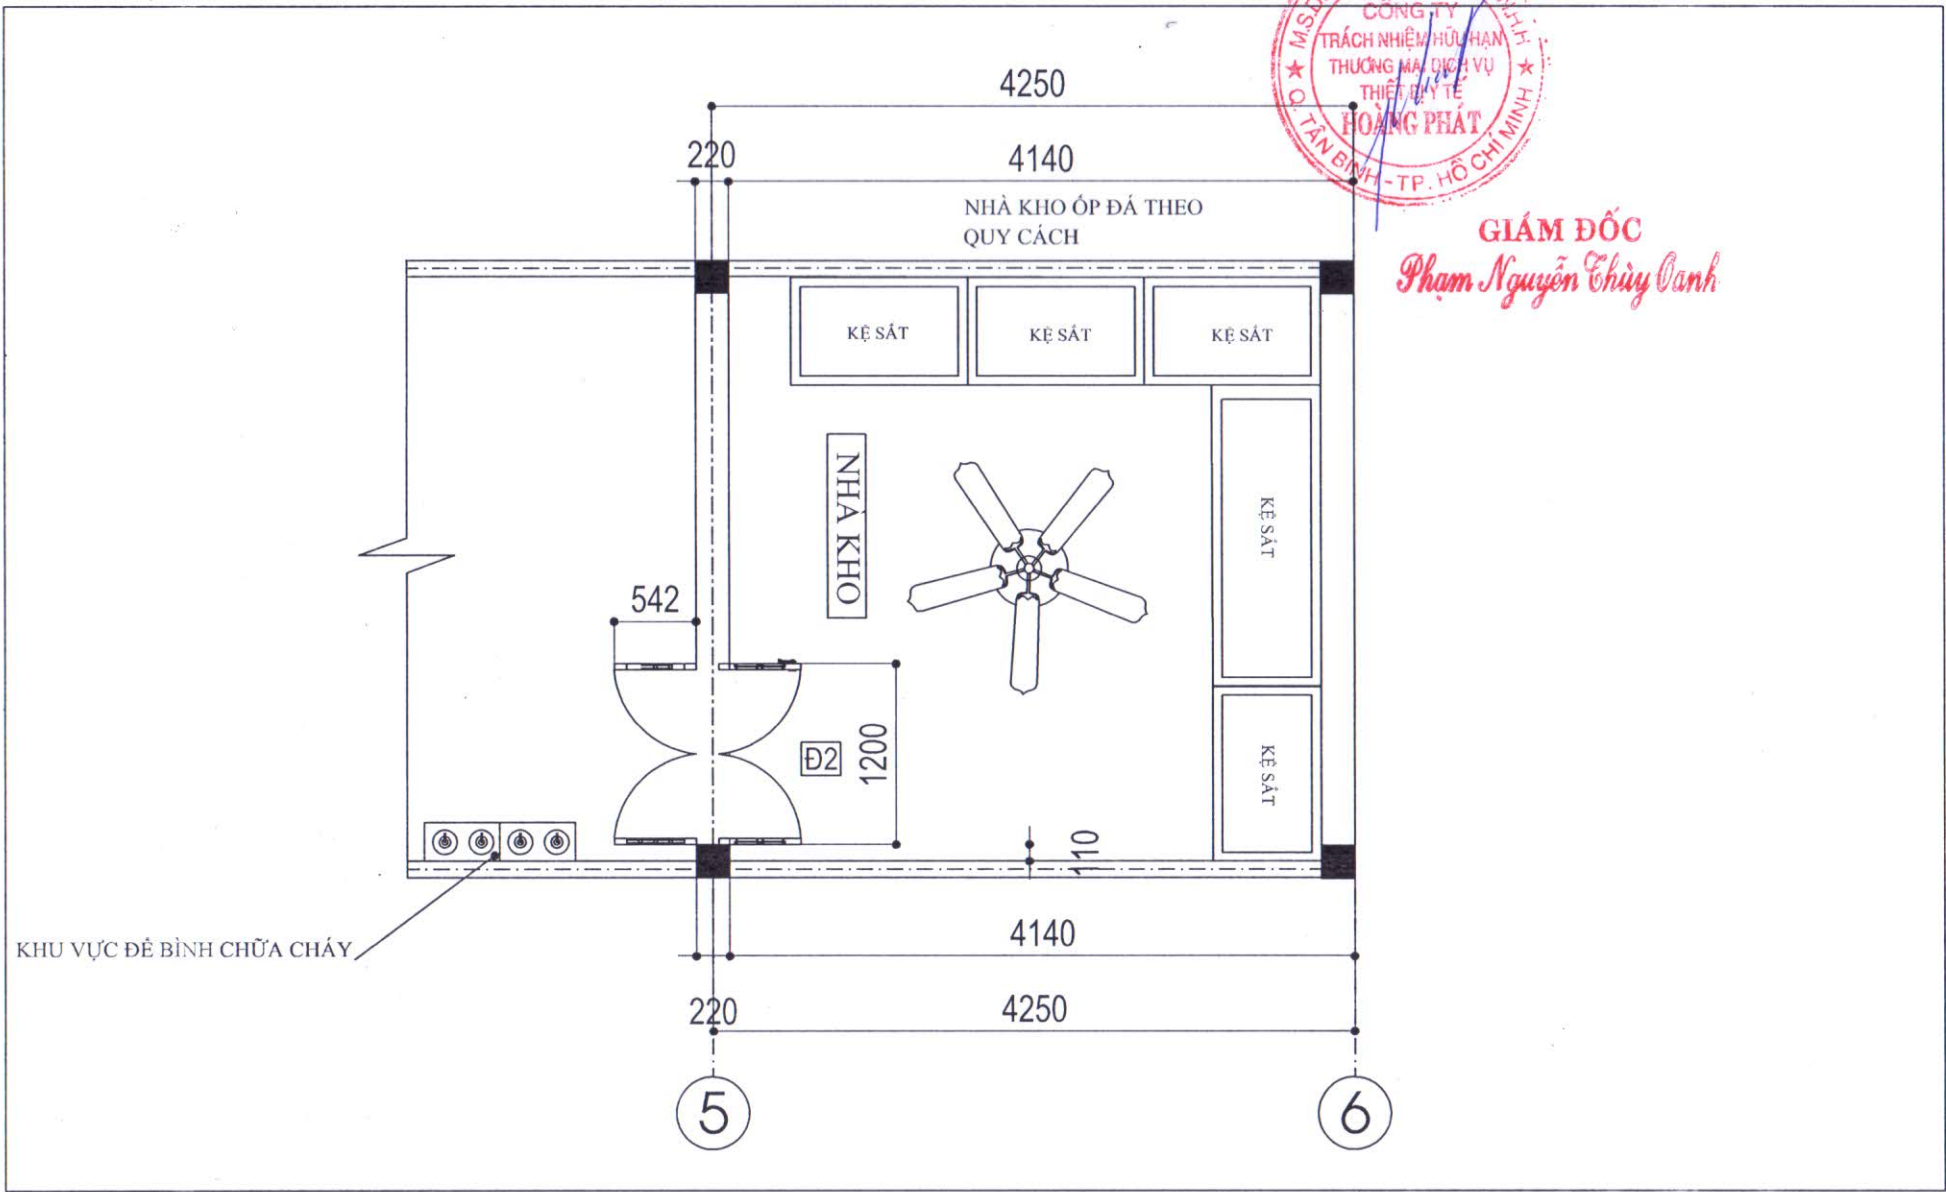 CÔNG TY
TRÁCH NHIỆM HỮU HẠN
THƯƠNG MẠI DỊCH VỤ
THIẾT BỊ Y TẾ
HOÀNG PHÁT
★ M.S.D
★ Q. TÂN BÌNH - TP. HỒ CHÍ MINH ★
GIÁM ĐỐC
Phạm Nguyễn Thùy Oanh
4250
220
4140
NHÀ KHO ỐP ĐÁ THEO
QUY CÁCH
KỆ SẮT
KỆ SẮT
KỆ SẮT
NHÀ KHO
KỆ SẮT
542
Đ2
1200
KỆ SẮT
110
KHU VỰC ĐỂ BÌNH CHỮA CHÁY
4140
220
4250
5
6